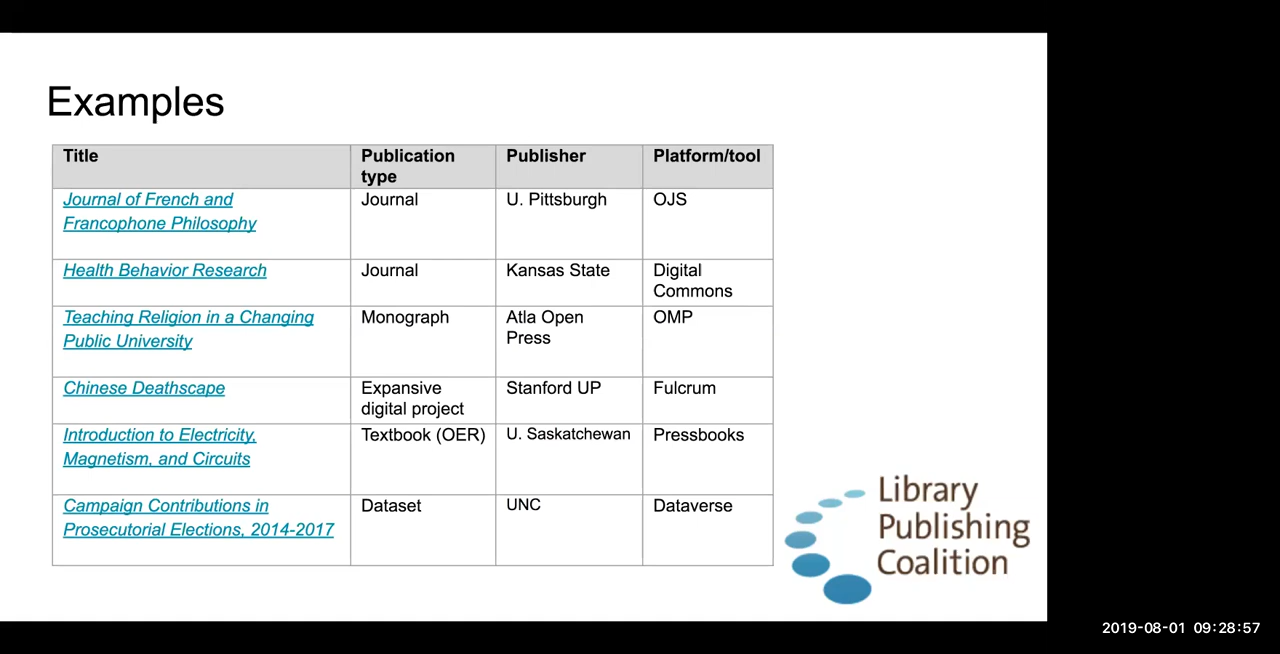 Examples
Title
Publication
type
Publisher
Platform/tool
Journal of French and
Francophone Philosophy
Journal
U. Pittsburgh
OJS
Health Behavior Research
Journal
Kansas State
Digital
Commons
Teaching Religion in a Changing
Public University
Monograph
Atla Open
Press
OMP
Chinese Deathscape
Expansive
digital project
Stanford UP
Fulcrum
Introduction to Electricity,
Magnetism, and Circuits
Textbook (OER)
U. Saskatchewan
Pressbooks
Campaign Contributions in
Prosecutorial Elections, 2014-2017
Dataset
UNC
Dataverse
Library
Publishing
Coalition
2019-08-01 09:28:57